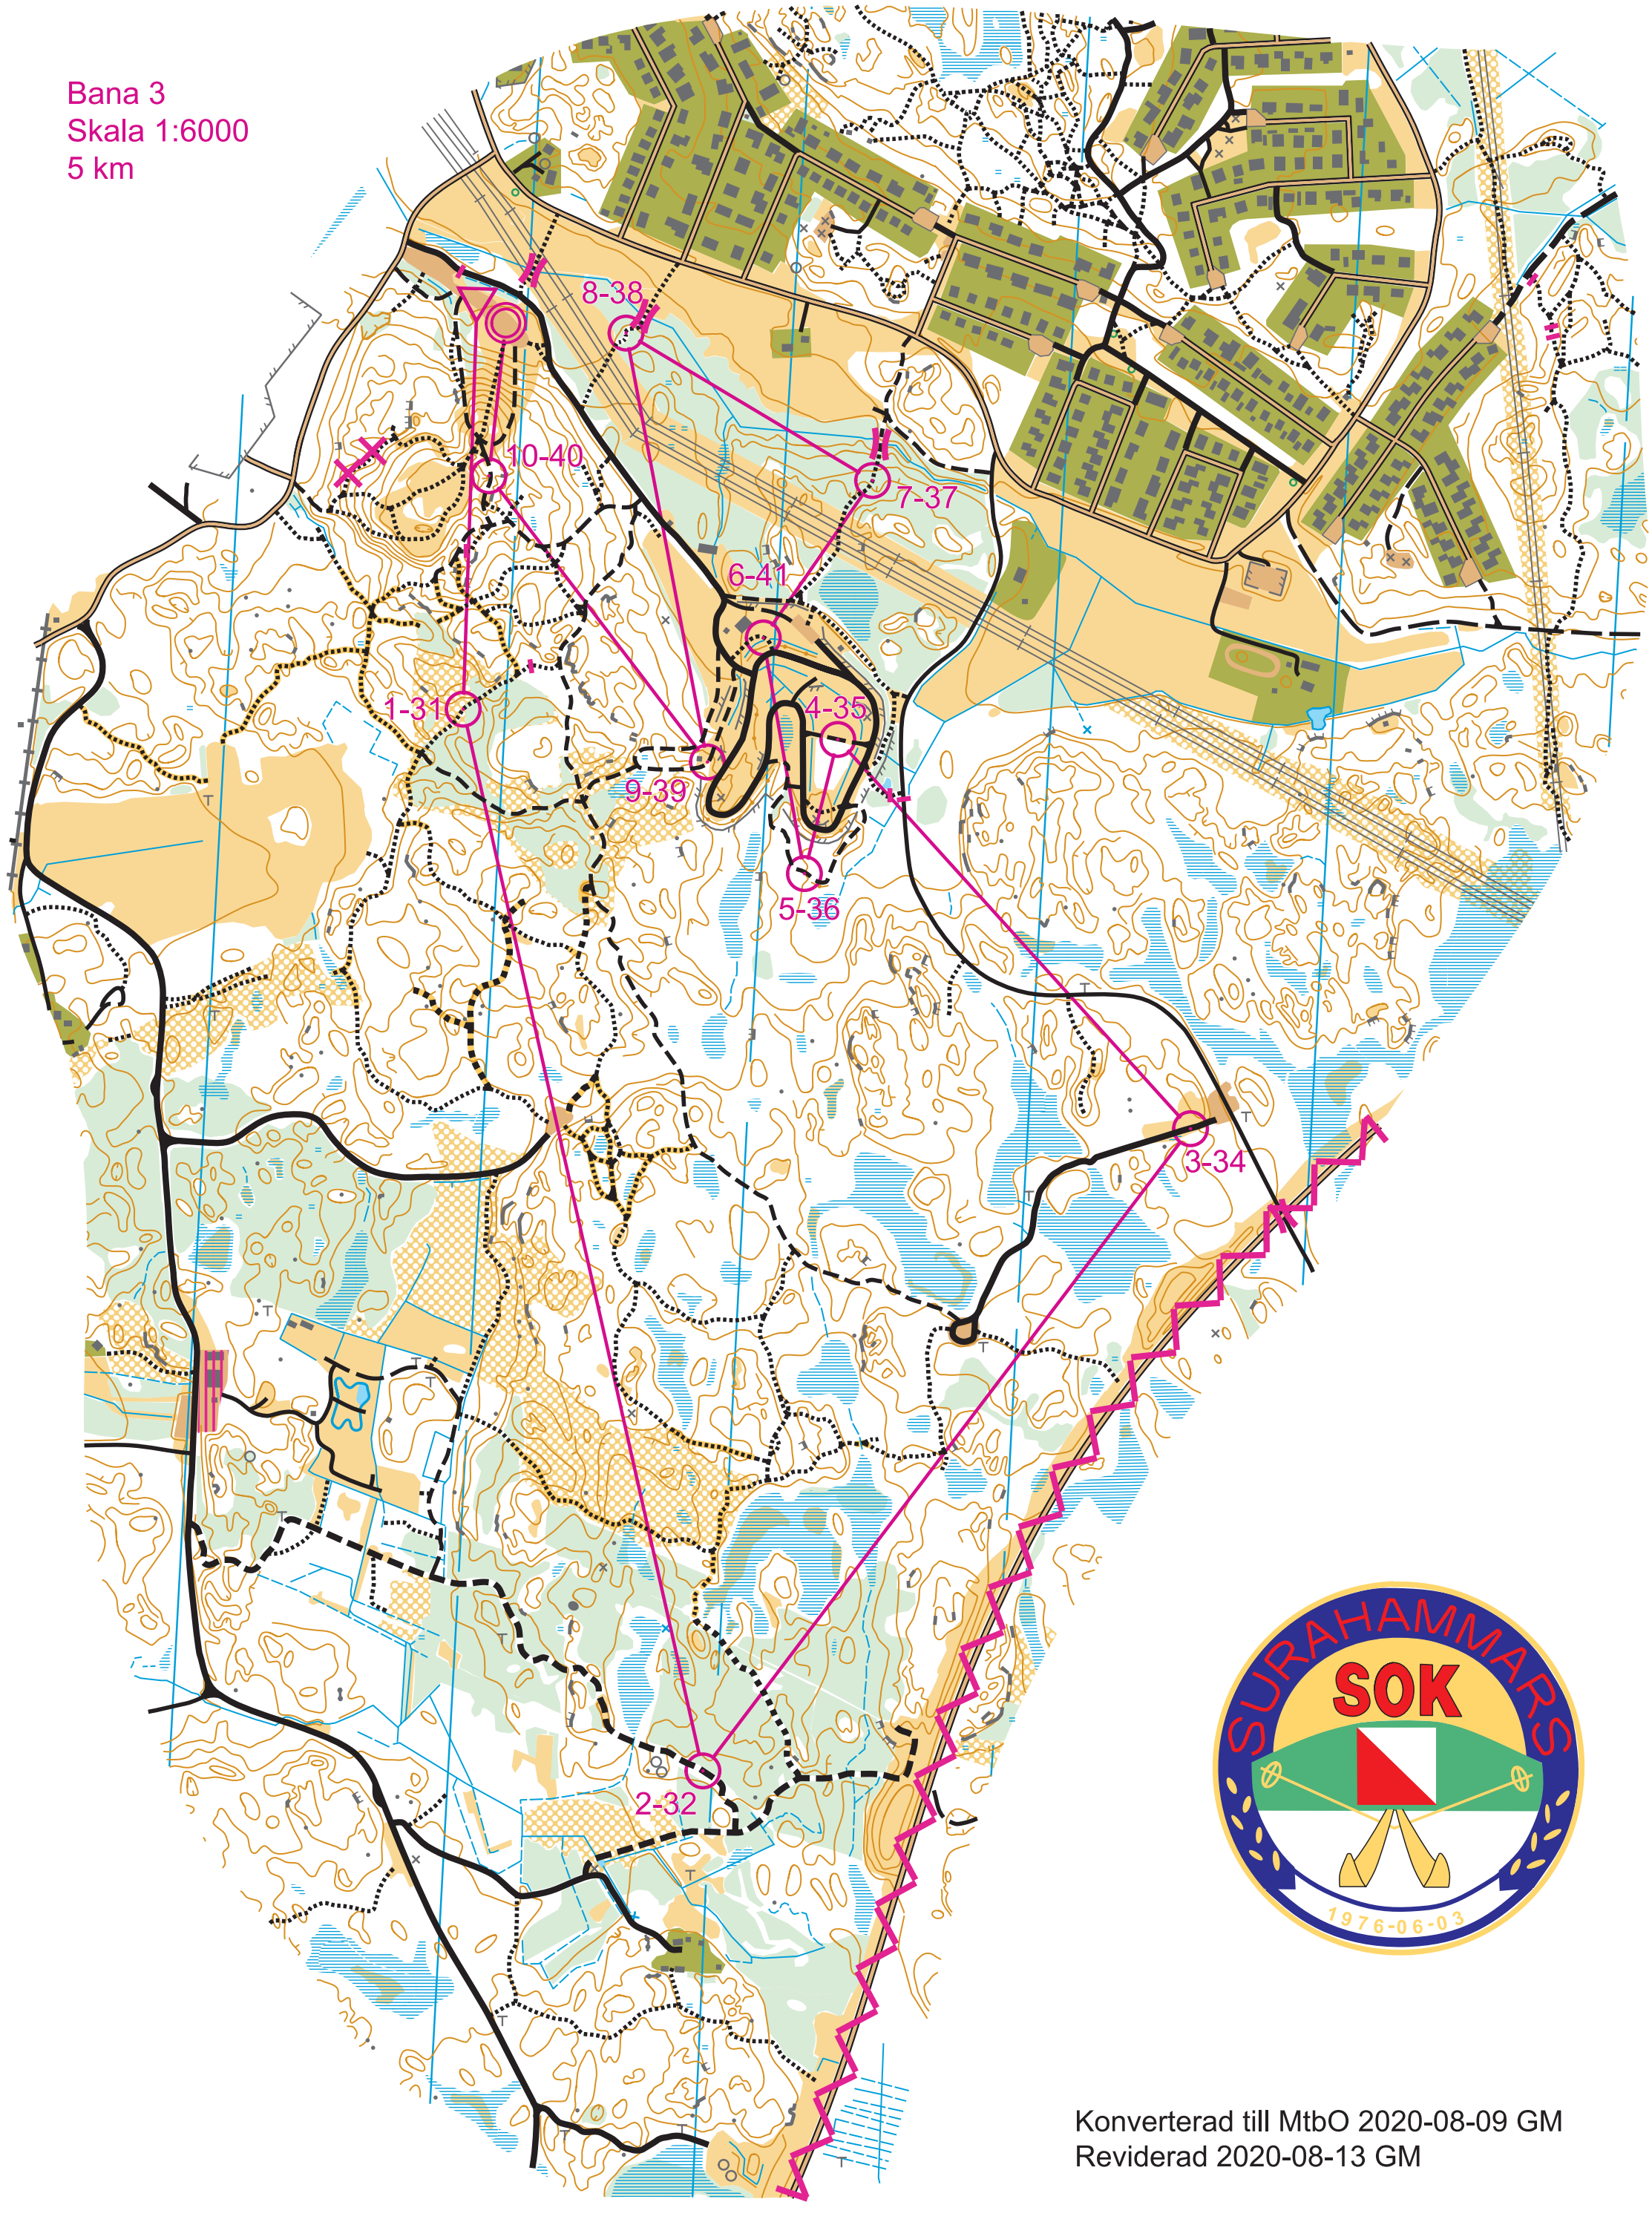 Bana 3
Skala 1:6000
5 km
8-38
10-40
7-37
6-41
1-31
4-35
9-39
5-36
3-34
2-32
SURAHAMMARS
SOK
1976-06-03
Konverterad till MtbO 2020-08-09 GM
Reviderad 2020-08-13 GM